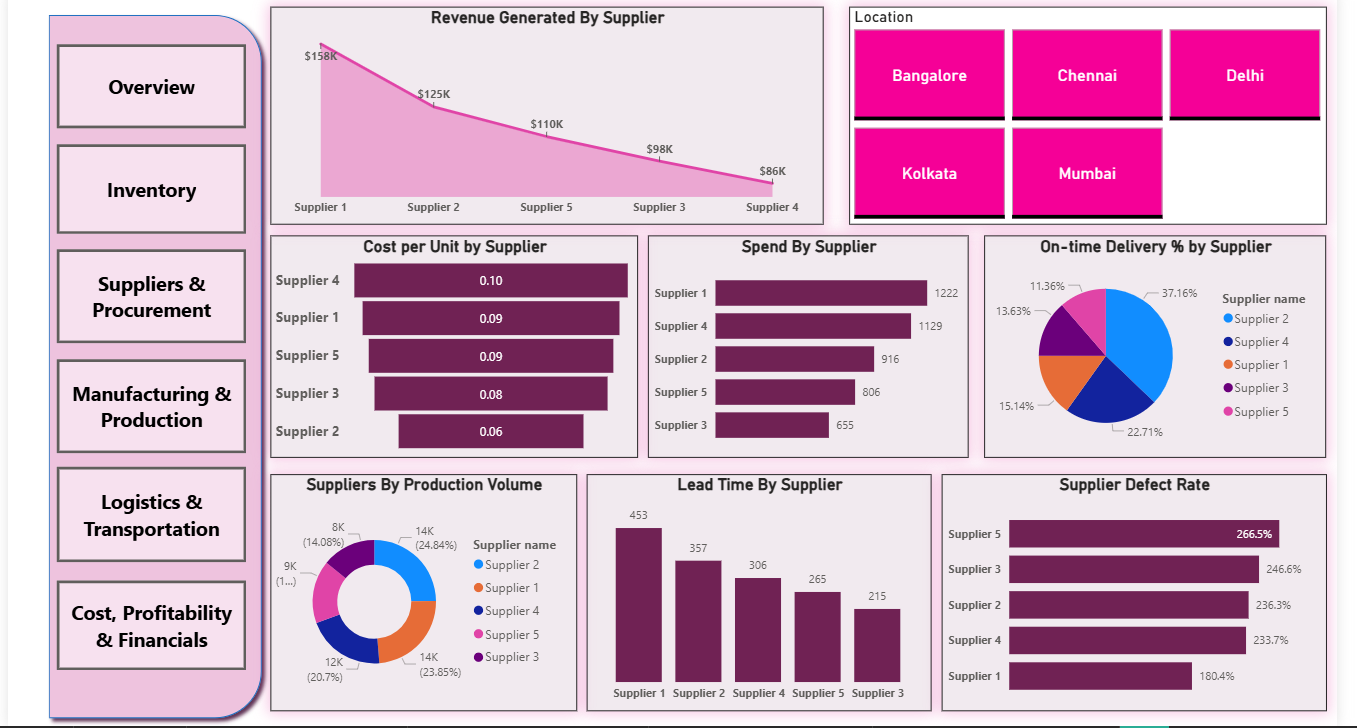 Overview
Inventory
Suppliers &
Procurement
Manufacturing &
Production
Logistics &
Transportation
Cost, Profitability
& Financials
Revenue Generated By Supplier
$158K
$125K
$110K
$98K
$86K
Supplier 1
Supplier 2
Supplier 5
Supplier 3
Supplier 4
Location
Bangalore
Chennai
Delhi
Kolkata
Mumbai
Cost per Unit by Supplier
Supplier 4
0.10
Supplier 1
0.09
Supplier 5
0.09
Supplier 3
0.08
Supplier 2
0.06
Spend By Supplier
Supplier 1
1222
Supplier 4
1129
Supplier 2
916
Supplier 5
806
Supplier 3
655
On-time Delivery % by Supplier
11.36%
37.16%
13.63%
15.14%
22.71%
Supplier name
Supplier 2
Supplier 4
Supplier 1
Supplier 3
Supplier 5
Suppliers By Production Volume
8K
(14.08%)
14K
(24.84%)
9K
(1...)
12K
(20.7%)
14K
(23.85%)
Supplier name
Supplier 2
Supplier 1
Supplier 4
Supplier 5
Supplier 3
Lead Time By Supplier
453
357
306
265
215
Supplier 1
Supplier 2
Supplier 4
Supplier 5
Supplier 3
Supplier Defect Rate
Supplier 5
266.5%
Supplier 3
246.6%
Supplier 2
236.3%
Supplier 4
233.7%
Supplier 1
180.4%